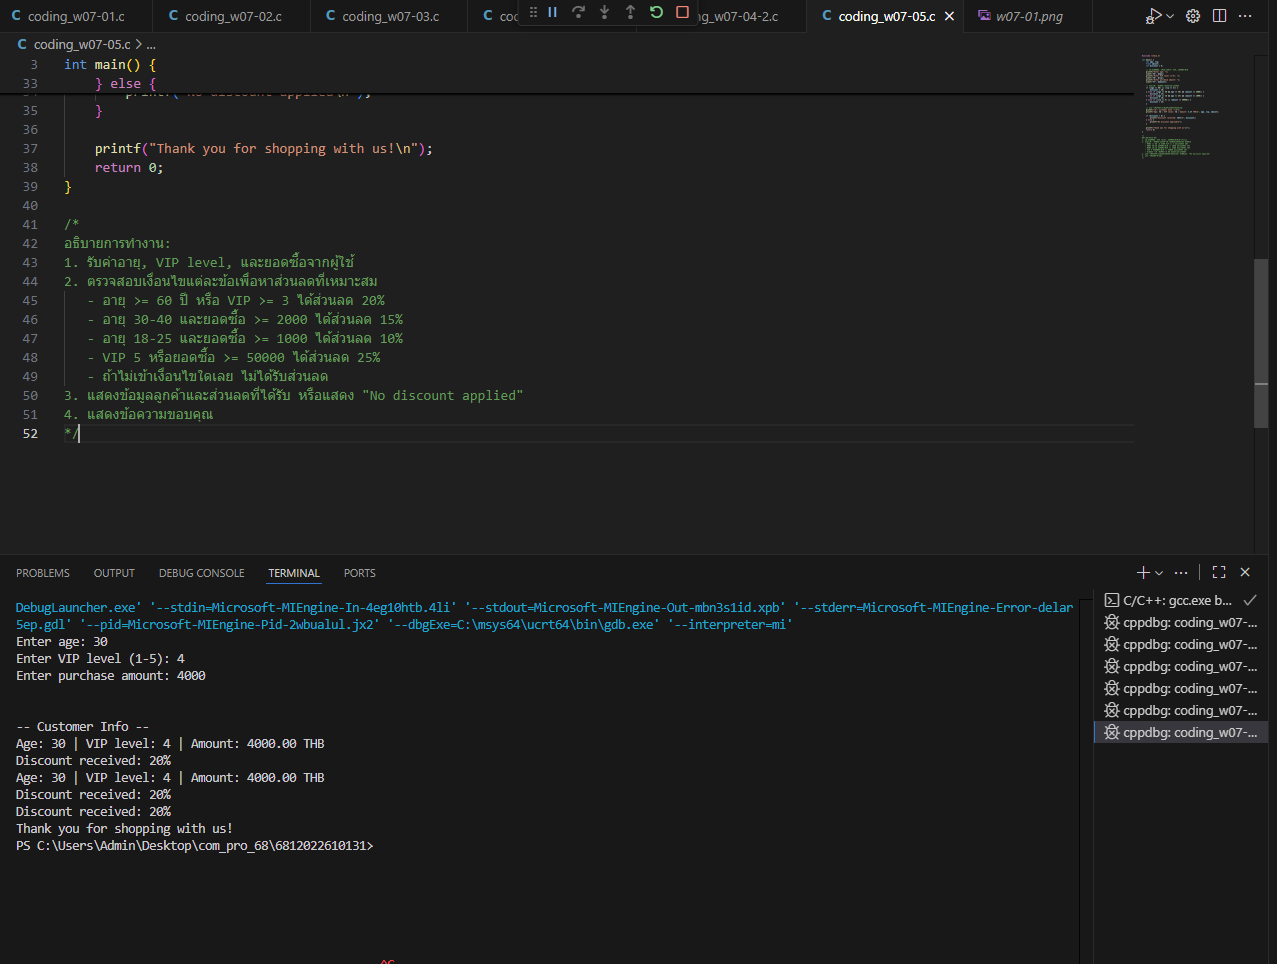 coding_w07-01.c
coding_w07-02.c
coding_w07-03.c
ng_w07-04-2.c
coding_w07-05.c
w07-01.png
coding_w07-05.c > ...
3 int main() {
33 } else {
35 }
36
37 printf("Thank you for shopping with us!\n");
38 return 0;
39 }
40
41 /*
42 อธิบายการทำงาน:
43 1. รับค่าอายุ, VIP level, และยอดซื้อจากผู้ใช้
44 2. ตรวจสอบเงื่อนไขแต่ละข้อเพื่อหาส่วนลดที่เหมาะสม
45 - อายุ >= 60 ปี หรือ VIP >= 3 ได้ส่วนลด 20%
46 - อายุ 30-40 และยอดซื้อ >= 2000 ได้ส่วนลด 15%
47 - อายุ 18-25 และยอดซื้อ >= 1000 ได้ส่วนลด 10%
48 - VIP 5 หรือยอดซื้อ >= 50000 ได้ส่วนลด 25%
49 - ถ้าไม่เข้าเงื่อนไขใดเลย ไม่ได้รับส่วนลด
50 3. แสดงข้อมูลลูกค้าและส่วนลดที่ได้รับ หรือแสดง "No discount applied"
51 4. แสดงข้อความขอบคุณ
52 */
PROBLEMS OUTPUT DEBUG CONSOLE TERMINAL PORTS
DebugLauncher.exe' '--stdin=Microsoft-MIEngine-In-4eg10htb.4li' '--stdout=Microsoft-MIEngine-Out-mbn3s1id.xpb' '--stderr=Microsoft-MIEngine-Error-delar
5ep.gdl' '--pid=Microsoft-MIEngine-Pid-2wbualul.jx2' '--dbgExe=C:\msys64\ucrt64\bin\gdb.exe' '--interpreter=mi'
Enter age: 30
Enter VIP level (1-5): 4
Enter purchase amount: 4000
-- Customer Info --
Age: 30 | VIP level: 4 | Amount: 4000.00 THB
Discount received: 20%
Age: 30 | VIP level: 4 | Amount: 4000.00 THB
Discount received: 20%
Discount received: 20%
Thank you for shopping with us!
PS C:\Users\Admin\Desktop\com_pro_68\6812022610131>
C/C++: gcc.exe b...
cppdbg: coding_w07-...
cppdbg: coding_w07-...
cppdbg: coding_w07-...
cppdbg: coding_w07-...
cppdbg: coding_w07-...
cppdbg: coding_w07-...